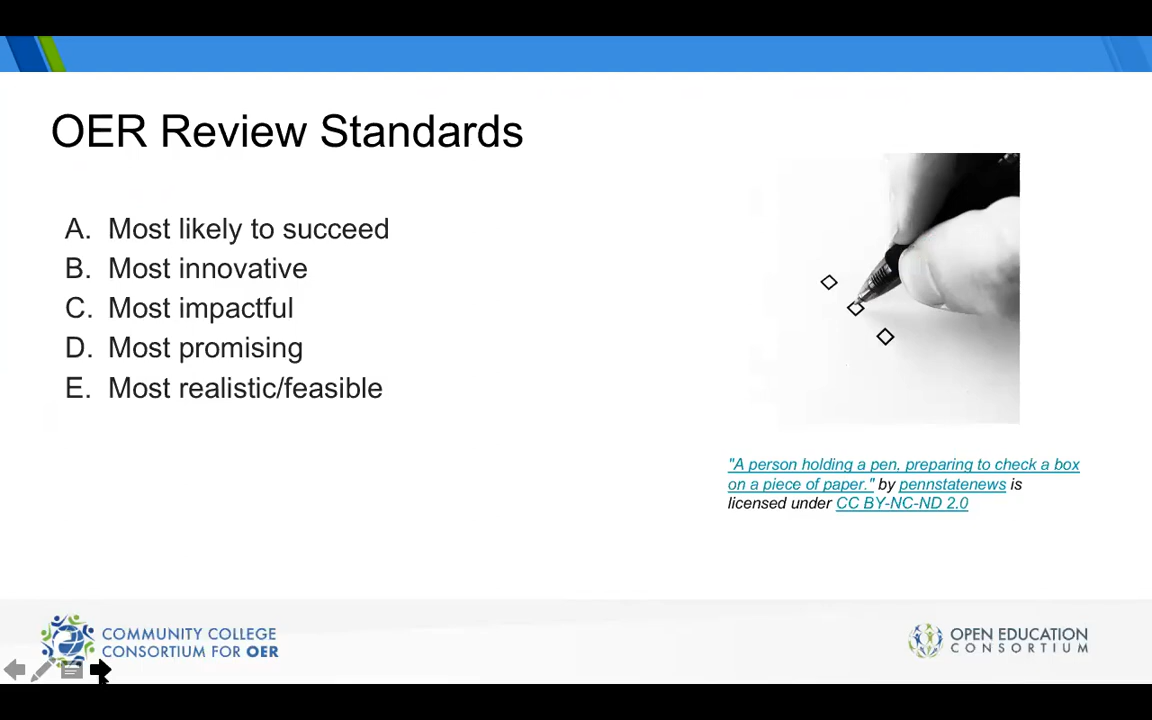 OER Review Standards
A. Most likely to succeed
B. Most innovative
C. Most impactful
D. Most promising
E. Most realistic/feasible
"A person holding a pen, preparing to check a box
on a piece of paper." by pennstatenews is
licensed under CC BY-NC-ND 2.0
COMMUNITY COLLEGE
CONSORTIUM FOR OER
OPEN EDUCATION
CONSORTIUM